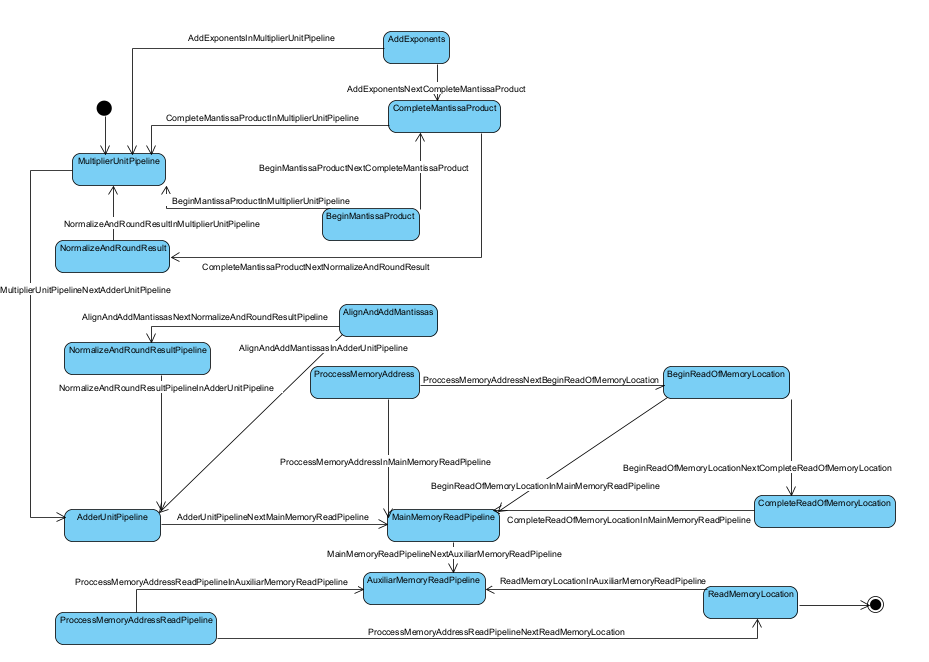 AddExponentsInMultiplierUnitPipeline
AddExponents
AddExponentsNextCompleteMantissaProduct
CompleteMantissaProduct
CompleteMantissaProductInMultiplierUnitPipeline
MultiplierUnitPipeline
BeginMantissaProductNextCompleteMantissaProduct
BeginMantissaProductInMultiplierUnitPipeline
BeginMantissaProduct
NormalizeAndRoundResultInMultiplierUnitPipeline
NormalizeAndRoundResult
CompleteMantissaProductNextNormalizeAndRoundResult
MultiplierUnitPipelineNextAdderUnitPipeline
AlignAndAddMantissas
AlignAndAddMantissasNextNormalizeAndRoundResultPipeline
NormalizeAndRoundResultPipeline
AlignAndAddMantissasInAdderUnitPipeline
ProccessMemoryAddress
ProccessMemoryAddressNextBeginReadOfMemoryLocation
BeginReadOfMemoryLocation
NormalizeAndRoundResultPipelineInAdderUnitPipeline
ProccessMemoryAddressInMainMemoryReadPipeline
BeginReadOfMemoryLocationNextCompleteReadOfMemoryLocation
BeginReadOfMemoryLocationInMainMemoryReadPipeline
CompleteReadOfMemoryLocation
AdderUnitPipeline
AdderUnitPipelineNextMainMemoryReadPipeline
MainMemoryReadPipeline
CompleteReadOfMemoryLocationInMainMemoryReadPipeline
MainMemoryReadPipelineNextAuxiliarMemoryReadPipeline
ProccessMemoryAddressReadPipelineInAuxiliarMemoryReadPipeline
AuxiliarMemoryReadPipeline
ReadMemoryLocationInAuxiliarMemoryReadPipeline
ReadMemoryLocation
ProccessMemoryAddressReadPipeline
ProccessMemoryAddressReadPipelineNextReadMemoryLocation